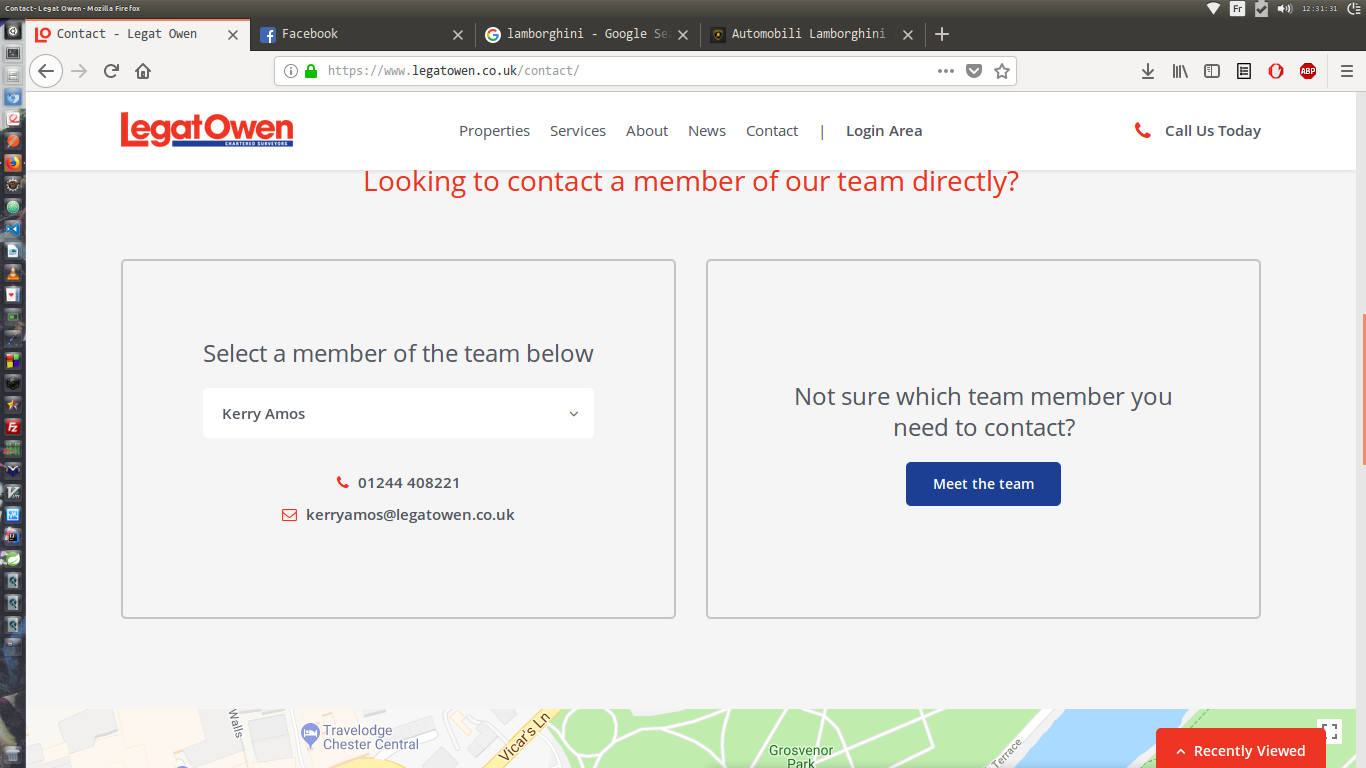 Contact - Legat Owen - Mozilla Firefox
Fr
12:31:31
Contact - Legat Owen
Facebook
lamborghini - Google Se
Automobili Lamborghini
https://www.legatowen.co.uk/contact/
ABP
LegatOwen
CHARTERED SURVEYORS
Properties Services About News Contact | Login Area
Call Us Today
Looking to contact a member of our team directly?
Select a member of the team below
Kerry Amos
01244 408221
kerryamos@legatowen.co.uk
Not sure which team member you
need to contact?
Meet the team
Walls
Travelodge
Chester Central
Vicar's Ln
Grosvenor
Park
Terrace
Recently Viewed